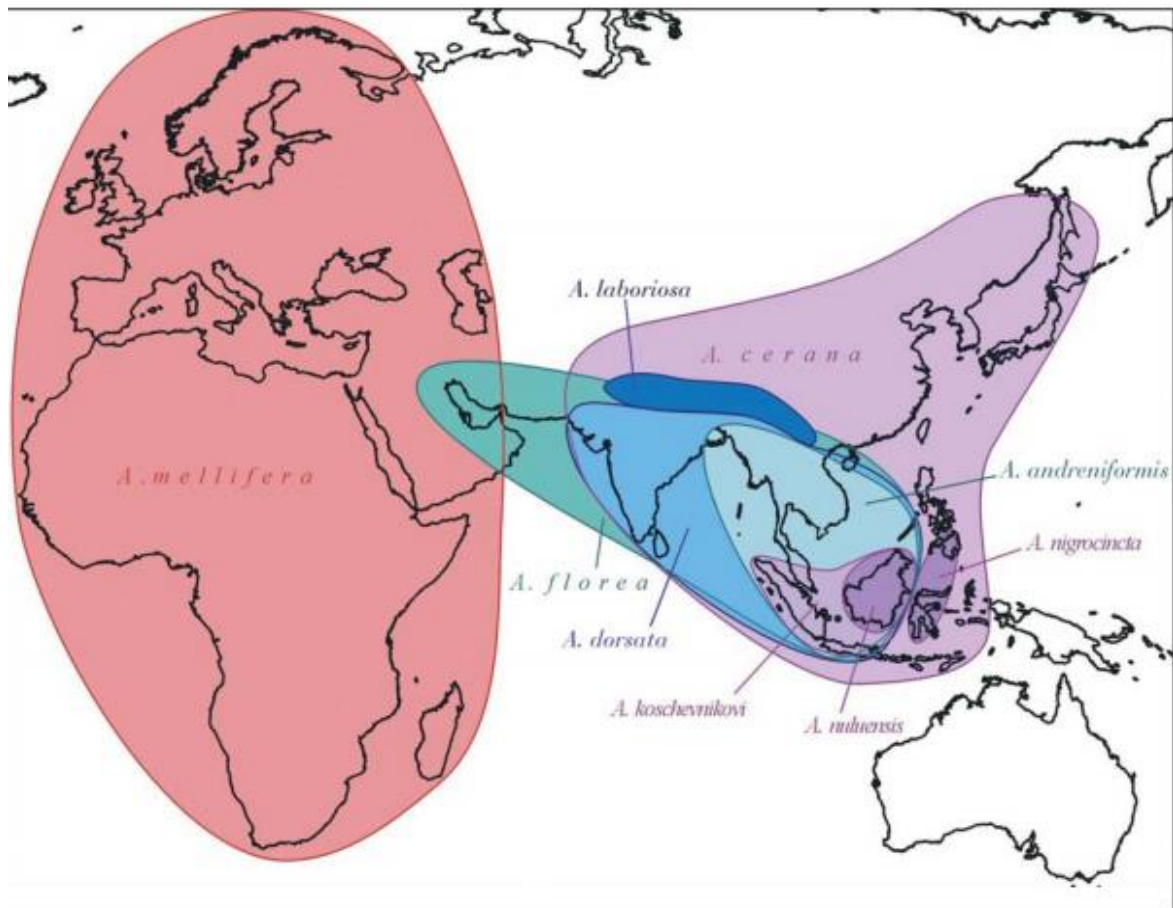 A. laboriosa
A. cerana
A. mellifera
A. andreniformis
A. nigrocincta
A. florea
A. dorsata
A. koschevnikovi
A. nuluensis